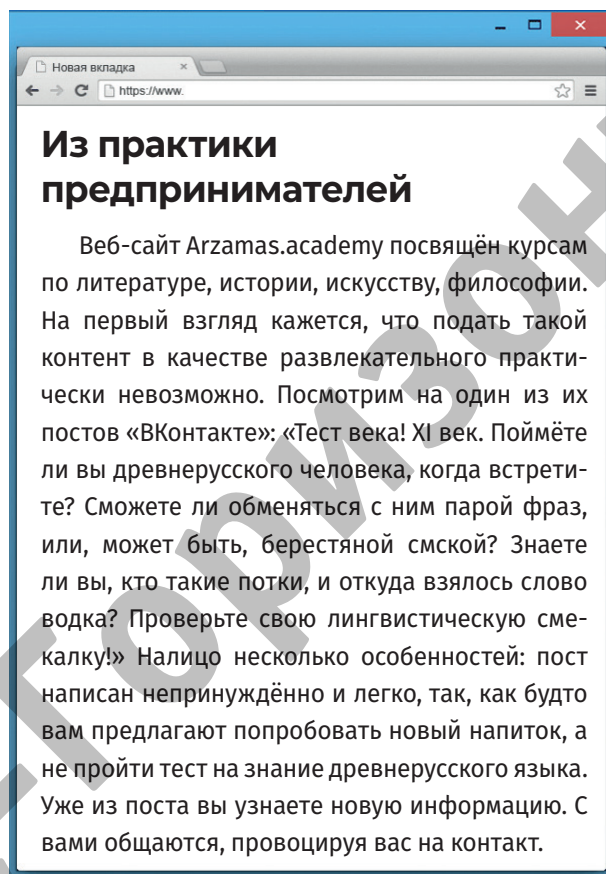 Новая вкладка
https://www.
Из практики
предпринимателей
Веб-сайт Arzamas.academy посвящён курсам
по литературе, истории, искусству, философии.
На первый взгляд кажется, что подать такой
контент в качестве развлекательного практи-
чески невозможно. Посмотрим на один из их
постов «ВКонтакте»: «Тест века! XI век. Поймёте
ли вы древнерусского человека, когда встрети-
те? Сможете ли обменяться с ним парой фраз,
или, может быть, берестяной смской? Знаете
ли вы, кто такие потки, и откуда взялось слово
водка? Проверьте свою лингвистическую сме-
калку!» Налицо несколько особенностей: пост
написан непринуждённо и легко, так, как будто
вам предлагают попробовать новый напиток, а
не пройти тест на знание древнерусского языка.
Уже из поста вы узнаете новую информацию. С
вами общаются, провоцируя вас на контакт.